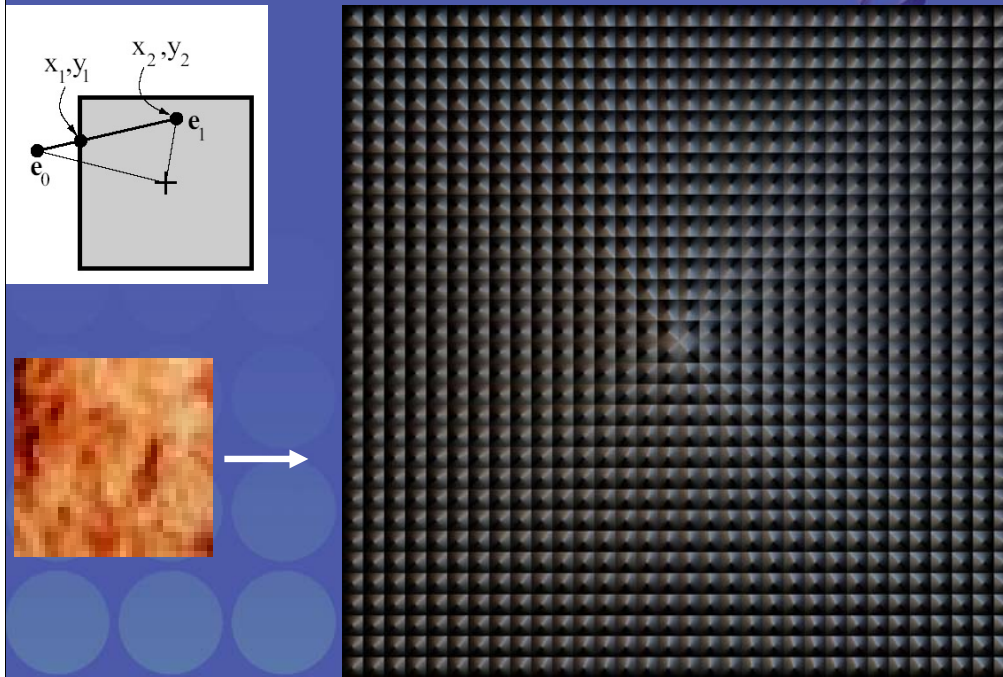 x₂,y₂
x₁,y₁
e₁
e₀